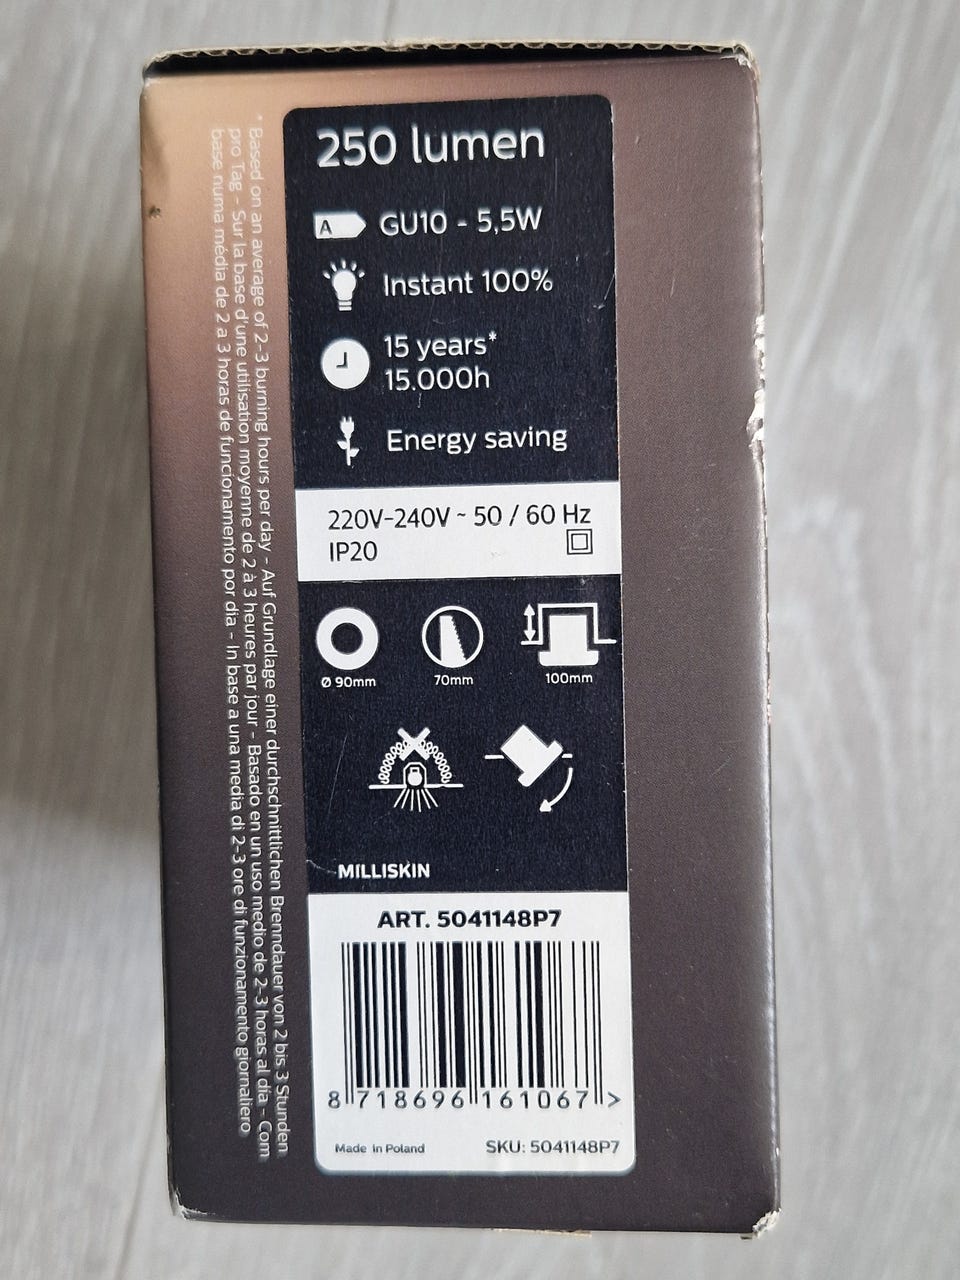 250 lumen
A GU10 - 5,5W
Instant 100%
15 years*
15.000h
Energy saving
220V-240V ~ 50 / 60 Hz
IP20
Ø 90mm 70mm 100mm
MILLISKIN
ART. 5041148P7
8 718696 161067 >
Made in Poland SKU: 5041148P7
* Based on an average of 2-3 burning hours per day - Auf Grundlage einer durchschnittlichen Brenndauer von 2 bis 3 Stunden
pro Tag - Sur la base d'une utilisation moyenne de 2 à 3 heures par jour - Basado en un uso medio de 2-3 horas al día - Com
base numa média de 2 a 3 horas de funcionamento por dia - In base a una media di 2-3 ore di funzionamento giornaliero